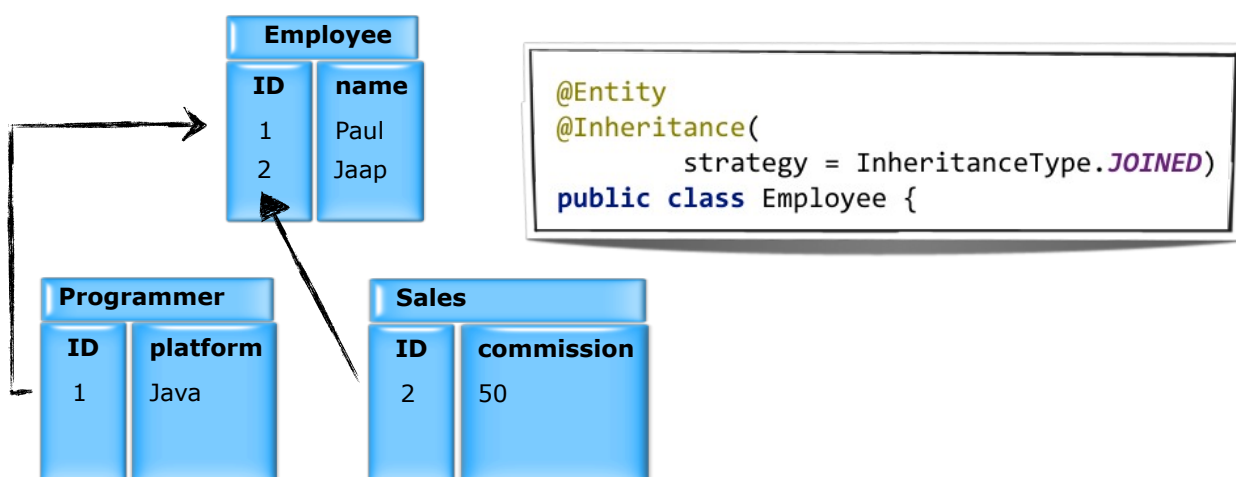 Employee
ID name
1 Paul
2 Jaap
@Entity
@Inheritance(
strategy = InheritanceType.JOINED)
public class Employee {
Programmer
ID platform
1 Java
Sales
ID commission
2 50